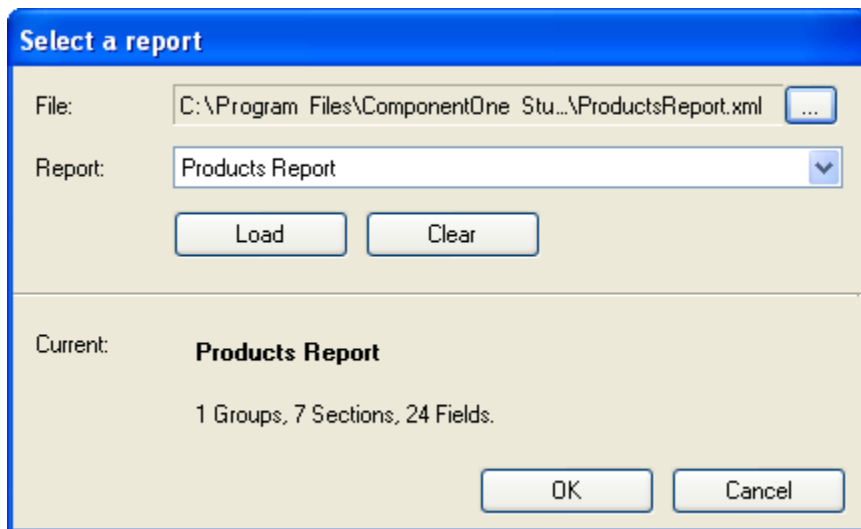 Select a report
File: C:\Program Files\ComponentOne Stu...\ProductsReport.xml ...
Report: Products Report
Load Clear
Current: Products Report
1 Groups, 7 Sections, 24 Fields.
OK Cancel